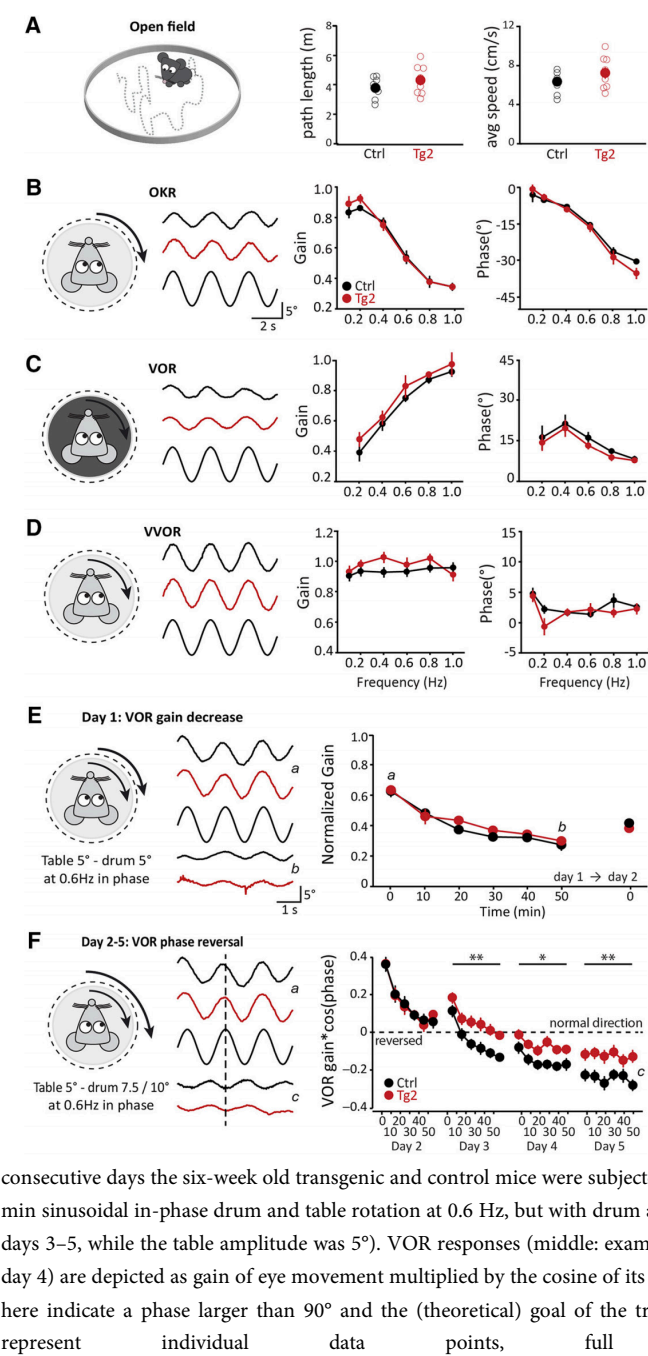 A
Open field
path length (m)
8
6
4
2
0
Ctrl
Tg2
avg speed (cm/s)
12
8
4
0
Ctrl
Tg2
B
OKR
5°
2 s
Gain
1.0
0.8
0.6
0.4
0.2
Ctrl
Tg2
0.2 0.4 0.6 0.8 1.0
Phase(°)
0
-15
-30
-45
0.2 0.4 0.6 0.8 1.0
C
VOR
Gain
1.0
0.8
0.6
0.4
0.2
0.2 0.4 0.6 0.8 1.0
Phase(°)
45
30
15
0
0.2 0.4 0.6 0.8 1.0
D
VVOR
Gain
1.2
1.0
0.8
0.6
0.4
0.2 0.4 0.6 0.8 1.0
Frequency (Hz)
Phase(°)
15
10
5
0
-5
0.2 0.4 0.6 0.8 1.0
Frequency (Hz)
E
Day 1: VOR gain decrease
a
b
Table 5° - drum 5°
at 0.6Hz in phase
5°
1 s
Normalized Gain
1.0
0.8
0.6
0.4
0.2
0
a
b
day 1 → day 2
0 10 20 30 40 50 0
Time (min)
F
Day 2-5: VOR phase reversal
a
c
Table 5° - drum 7.5 / 10°
at 0.6Hz in phase
VOR gain*cos(phase)
0.4
0.2
0
−0.2
−0.4
** * **
normal direction
reversed
c
Ctrl
Tg2
0 20 40 0 20 40 0 20 40 0 20 40
10 30 50 10 30 50 10 30 50 10 30 50
Day 2 Day 3 Day 4 Day 5
consecutive days the six-week old transgenic and control mice were subject
min sinusoidal in-phase drum and table rotation at 0.6 Hz, but with drum a
days 3–5, while the table amplitude was 5°). VOR responses (middle: exam
day 4) are depicted as gain of eye movement multiplied by the cosine of its
here indicate a phase larger than 90° and the (theoretical) goal of the tr
represent individual data points, full